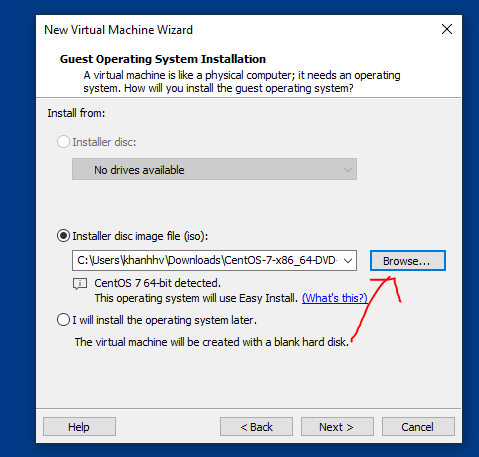 New Virtual Machine Wizard
Guest Operating System Installation
A virtual machine is like a physical computer; it needs an operating
system. How will you install the guest operating system?
Install from:
Installer disc:
No drives available
Installer disc image file (iso):
C:\Users\khanhhv\Downloads\CentOS-7-x86_64-DVD- Browse...
CentOS 7 64-bit detected.
This operating system will use Easy Install. (What's this?)
I will install the operating system later.
The virtual machine will be created with a blank hard disk.
Help < Back Next > Cancel